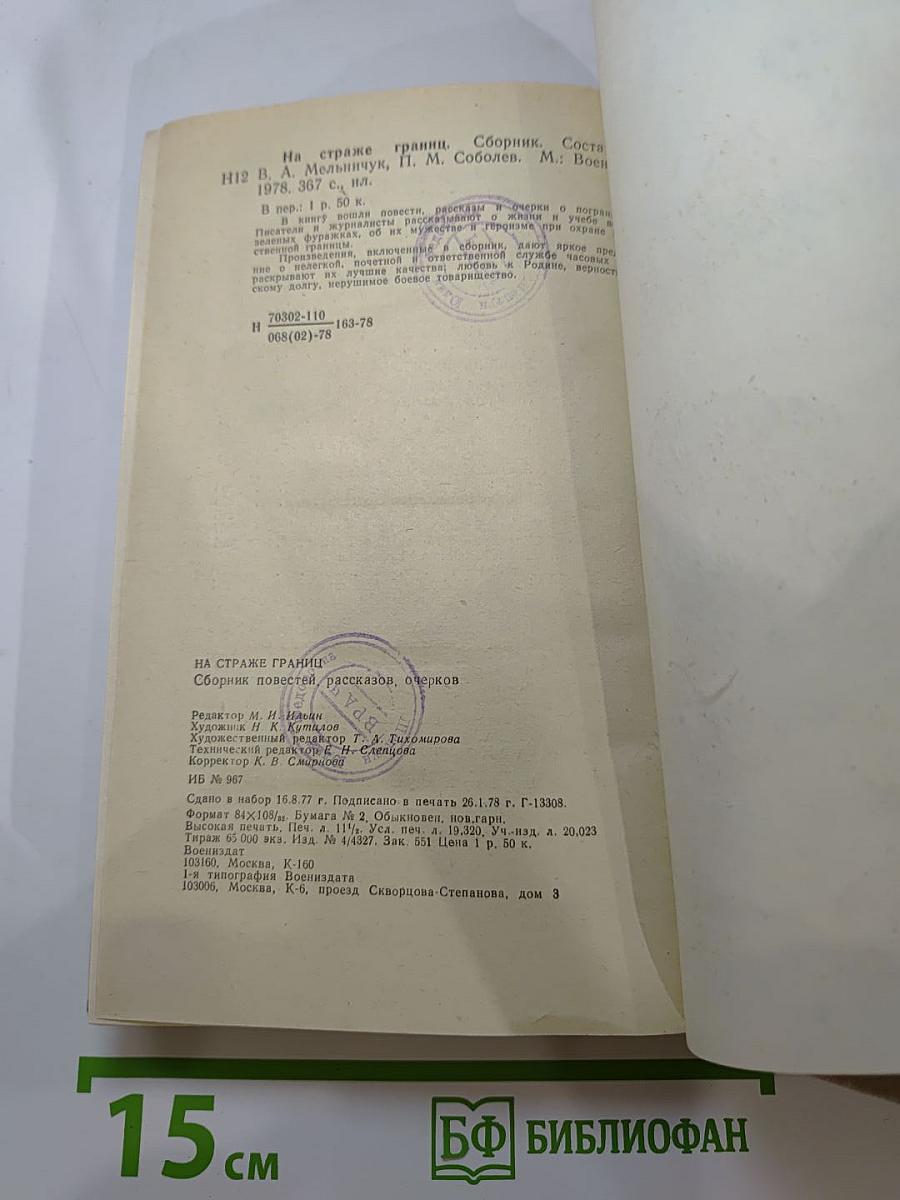 На страже границ. Сборник. Соста
Н12 В. А. Мельничук, П. М. Соболев. М.: Воен
1978. 367 с., ил.
В пер.: 1 р. 50 к.
В книгу вошли повести, рассказы и очерки о погран
Писатели и журналисты рассказывают о жизни и учебе в
зеленых фуражках, об их мужестве и героизме при охране
ственной границы.
Произведения, включенные в сборник, дают яркое пред
ние о нелегкой, почетной и ответственной службе часовых
раскрывают их лучшие качества: любовь к Родине, верност
скому долгу, нерушимое боевое товарищество.
70302-110
Н 163-78
068(02)-78
НА СТРАЖЕ ГРАНИЦ
Сборник повестей, рассказов, очерков
ВРАЧ
Редактор М. И. Ильин
Художник Н. К. Кутилов
Художественный редактор Т. А. Тихомирова
Технический редактор Е. Н. Слепцова
Корректор К. В. Смирнова
ИБ № 967
Сдано в набор 16.8.77 г. Подписано в печать 26.1.78 г. Г-13308.
Формат 84×108/32. Бумага № 2. Обыкновен. нов.гарн.
Высокая печать. Печ. л. 11 1/2. Усл. печ. л. 19,320. Уч.-изд. л. 20,023
Тираж 65 000 экз. Изд. № 4/4327. Зак. 551 Цена 1 р. 50 к.
Воениздат
103160, Москва, К-160
1-я типография Воениздата
103006, Москва, К-6, проезд Скворцова-Степанова, дом 3
15 см
БФ БИБЛИОФАН